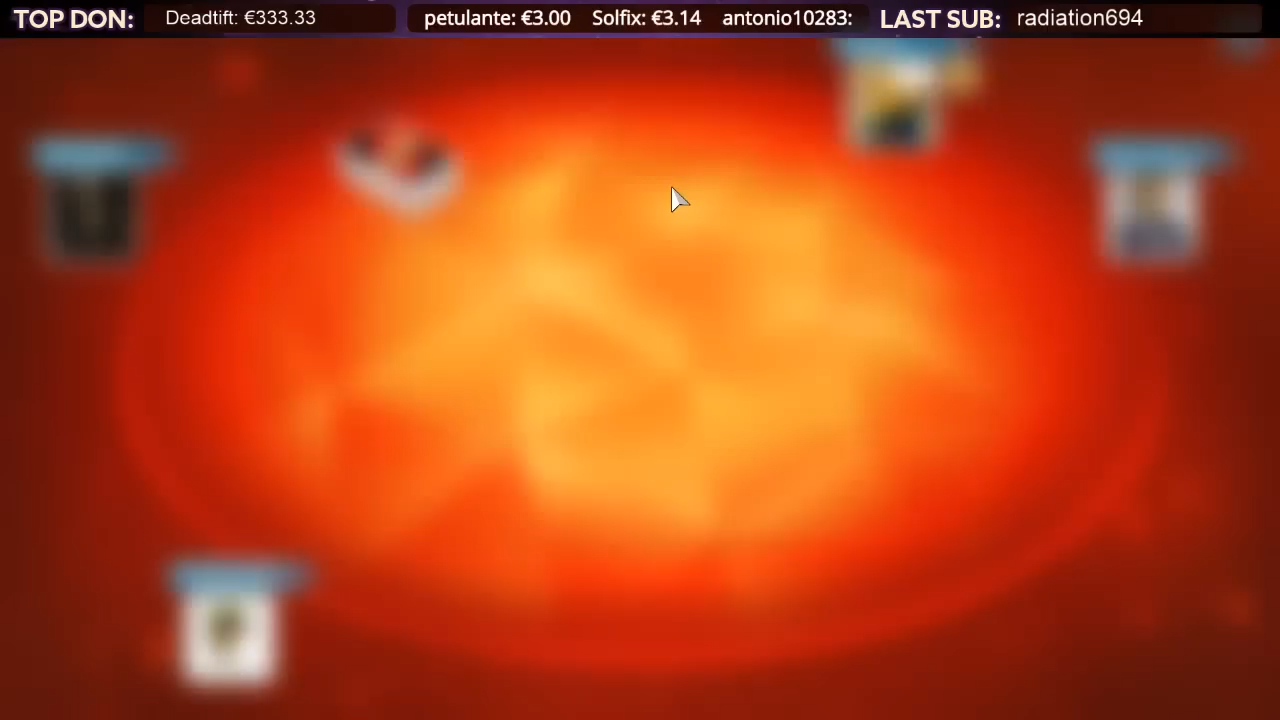 TOP DON: Deadtift: €333.33 petulante: €3.00 Solfix: €3.14 antonio10283: LAST SUB: radiation694